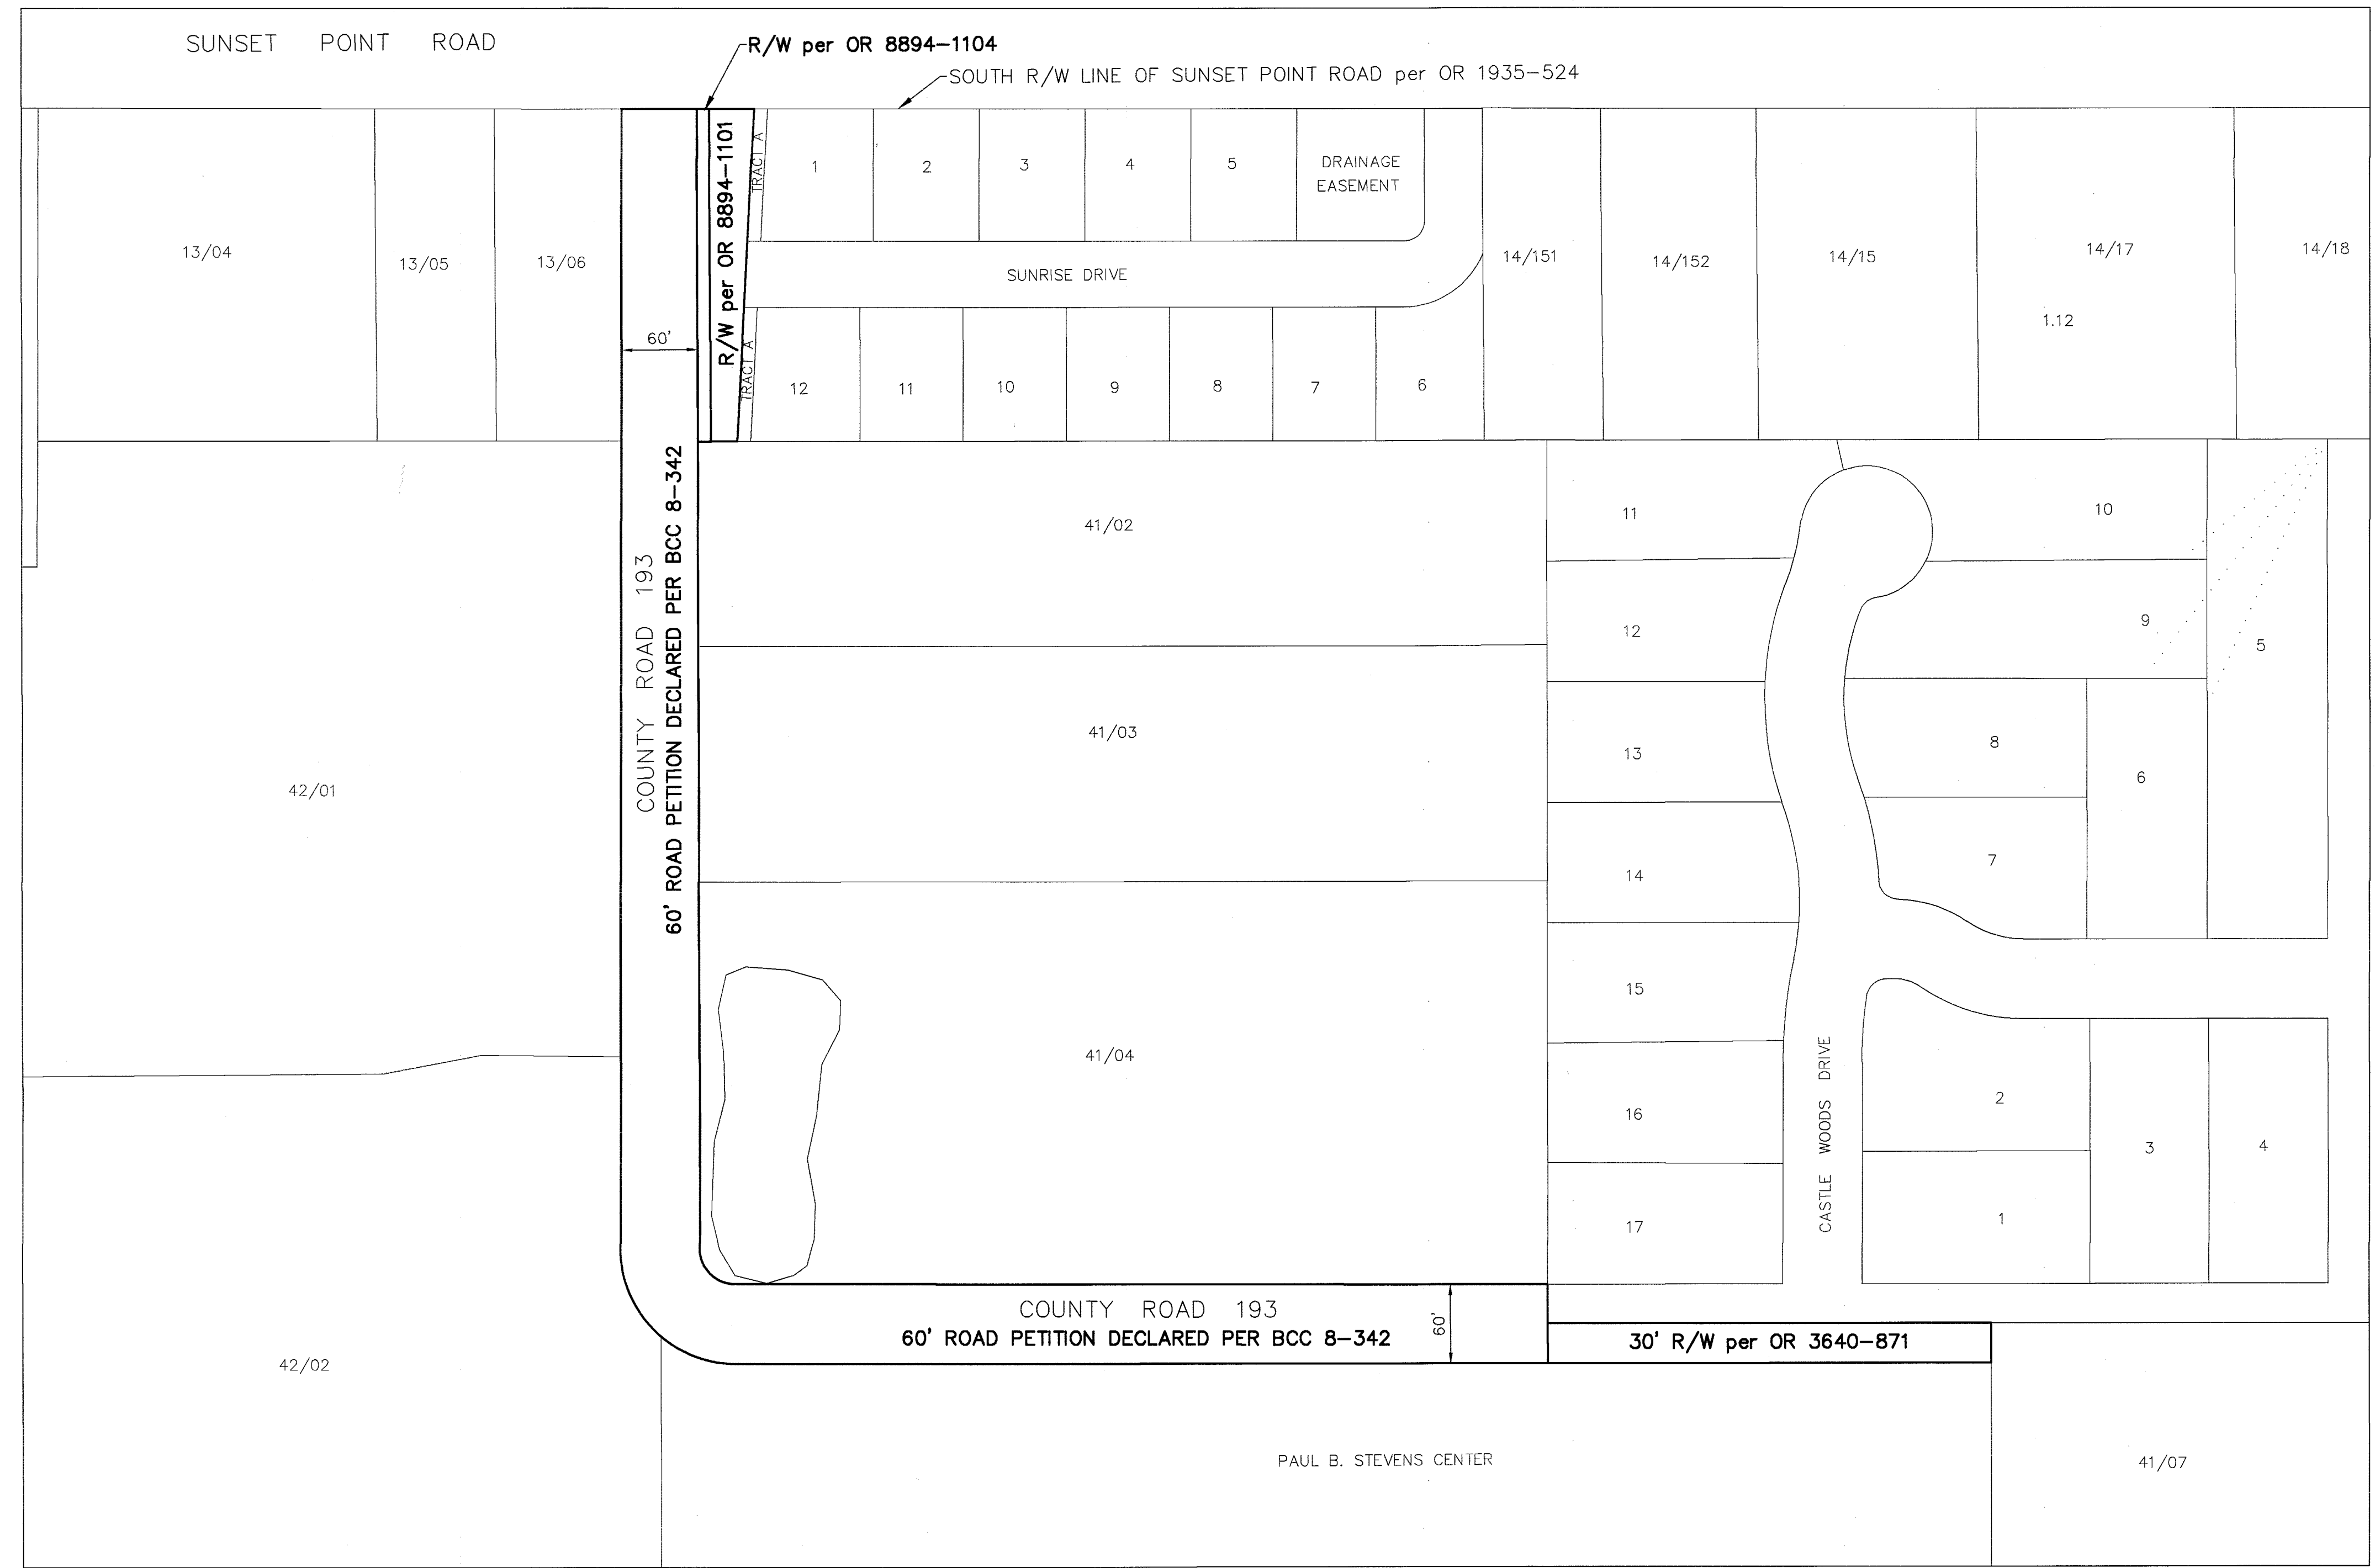 SUNSET POINT ROAD
R/W per OR 8894-1104
SOUTH R/W LINE OF SUNSET POINT ROAD per OR 1935-524
R/W per OR 8894-1101
TRACT A
1
2
3
4
5
DRAINAGE
EASEMENT
13/04
13/05
13/06
SUNRISE DRIVE
14/151
14/152
14/15
14/17
14/18
1.12
60'
TRACT A
12
11
10
9
8
7
6
COUNTY ROAD 193
60' ROAD PETITION DECLARED PER BCC 8-342
41/02
11
10
12
9
5
41/03
13
8
6
42/01
14
7
15
41/04
16
2
CASTLE WOODS DRIVE
3
4
17
1
COUNTY ROAD 193
60' ROAD PETITION DECLARED PER BCC 8-342
60'
30' R/W per OR 3640-871
42/02
PAUL B. STEVENS CENTER
41/07